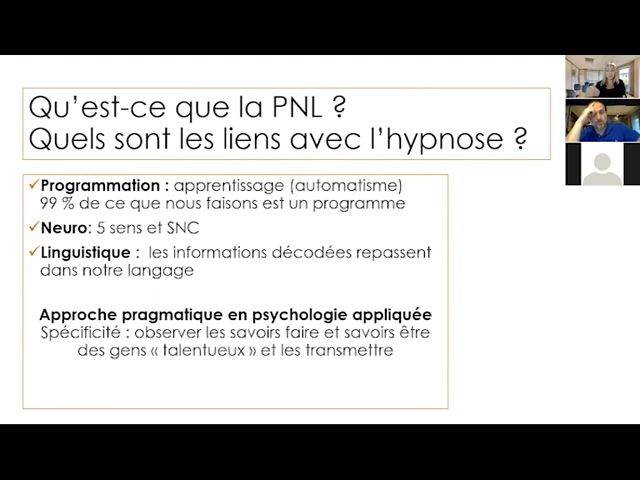 Qu’est-ce que la PNL ?
Quels sont les liens avec l’hypnose ?
✓Programmation : apprentissage (automatisme)
99 % de ce que nous faisons est un programme
✓Neuro: 5 sens et SNC
✓Linguistique : les informations décodées repassent
dans notre langage
Approche pragmatique en psychologie appliquée
Spécificité : observer les savoirs faire et savoirs être
des gens « talentueux » et les transmettre